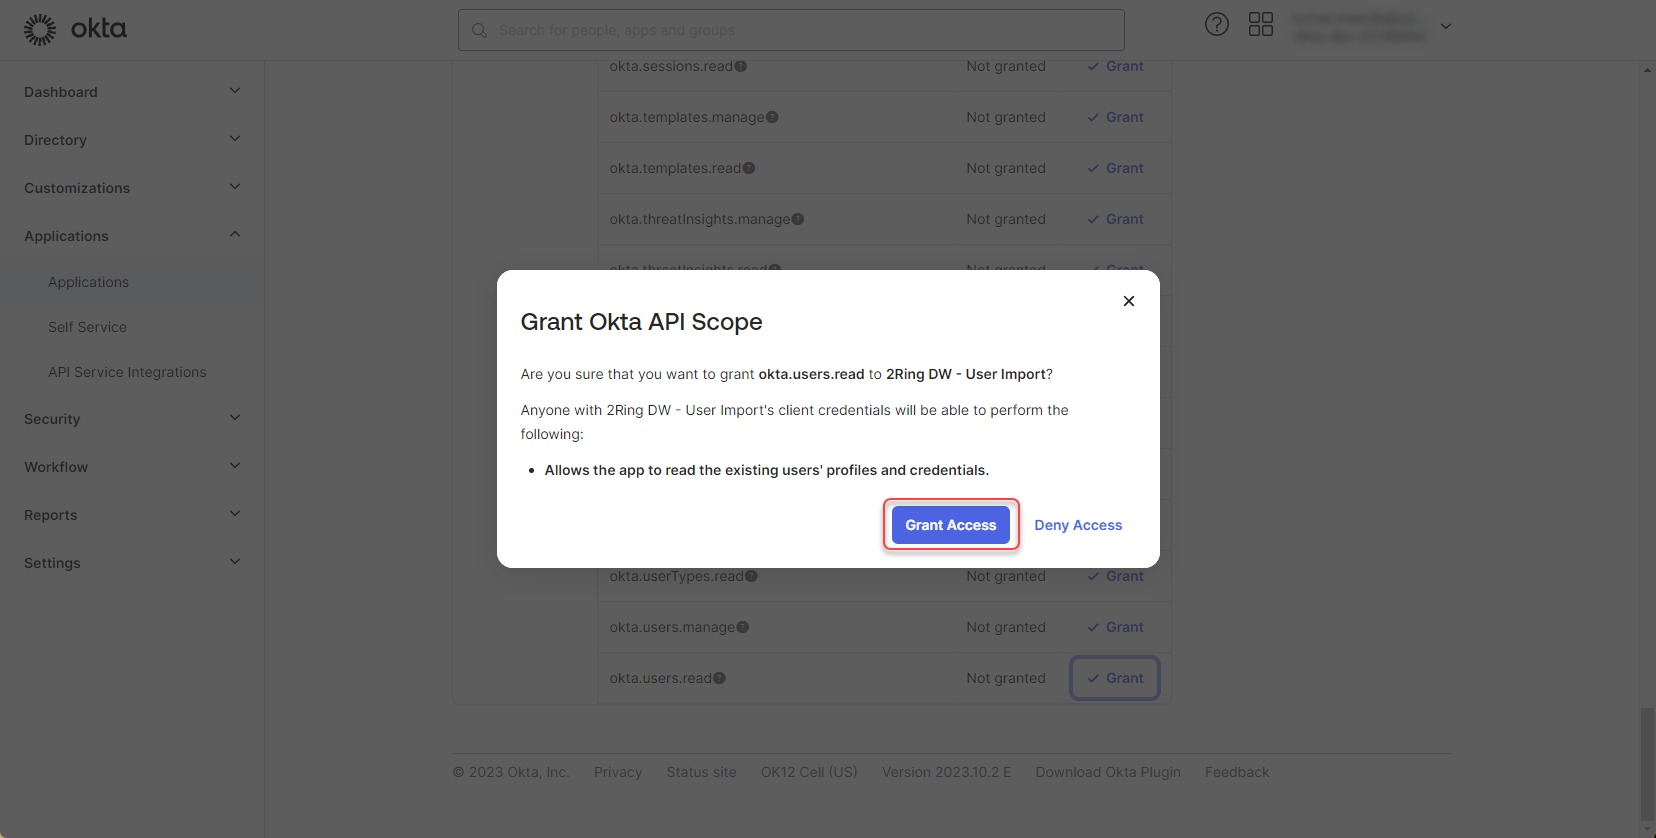 okta
Search for people, apps and groups
Dashboard
Directory
Customizations
Applications
Applications
Self Service
API Service Integrations
Security
Workflow
Reports
Settings
okta.sessions.read Not granted Grant
okta.templates.manage Not granted Grant
okta.templates.read Not granted Grant
okta.threatInsights.manage Not granted Grant
okta.threatInsights.read Not granted Grant
Grant Okta API Scope
Are you sure that you want to grant okta.users.read to 2Ring DW - User Import?
Anyone with 2Ring DW - User Import's client credentials will be able to perform the
following:
• Allows the app to read the existing users' profiles and credentials.
Grant Access Deny Access
okta.userTypes.read Not granted Grant
okta.users.manage Not granted Grant
okta.users.read Not granted Grant
© 2023 Okta, Inc. Privacy Status site OK12 Cell (US) Version 2023.10.2 E Download Okta Plugin Feedback